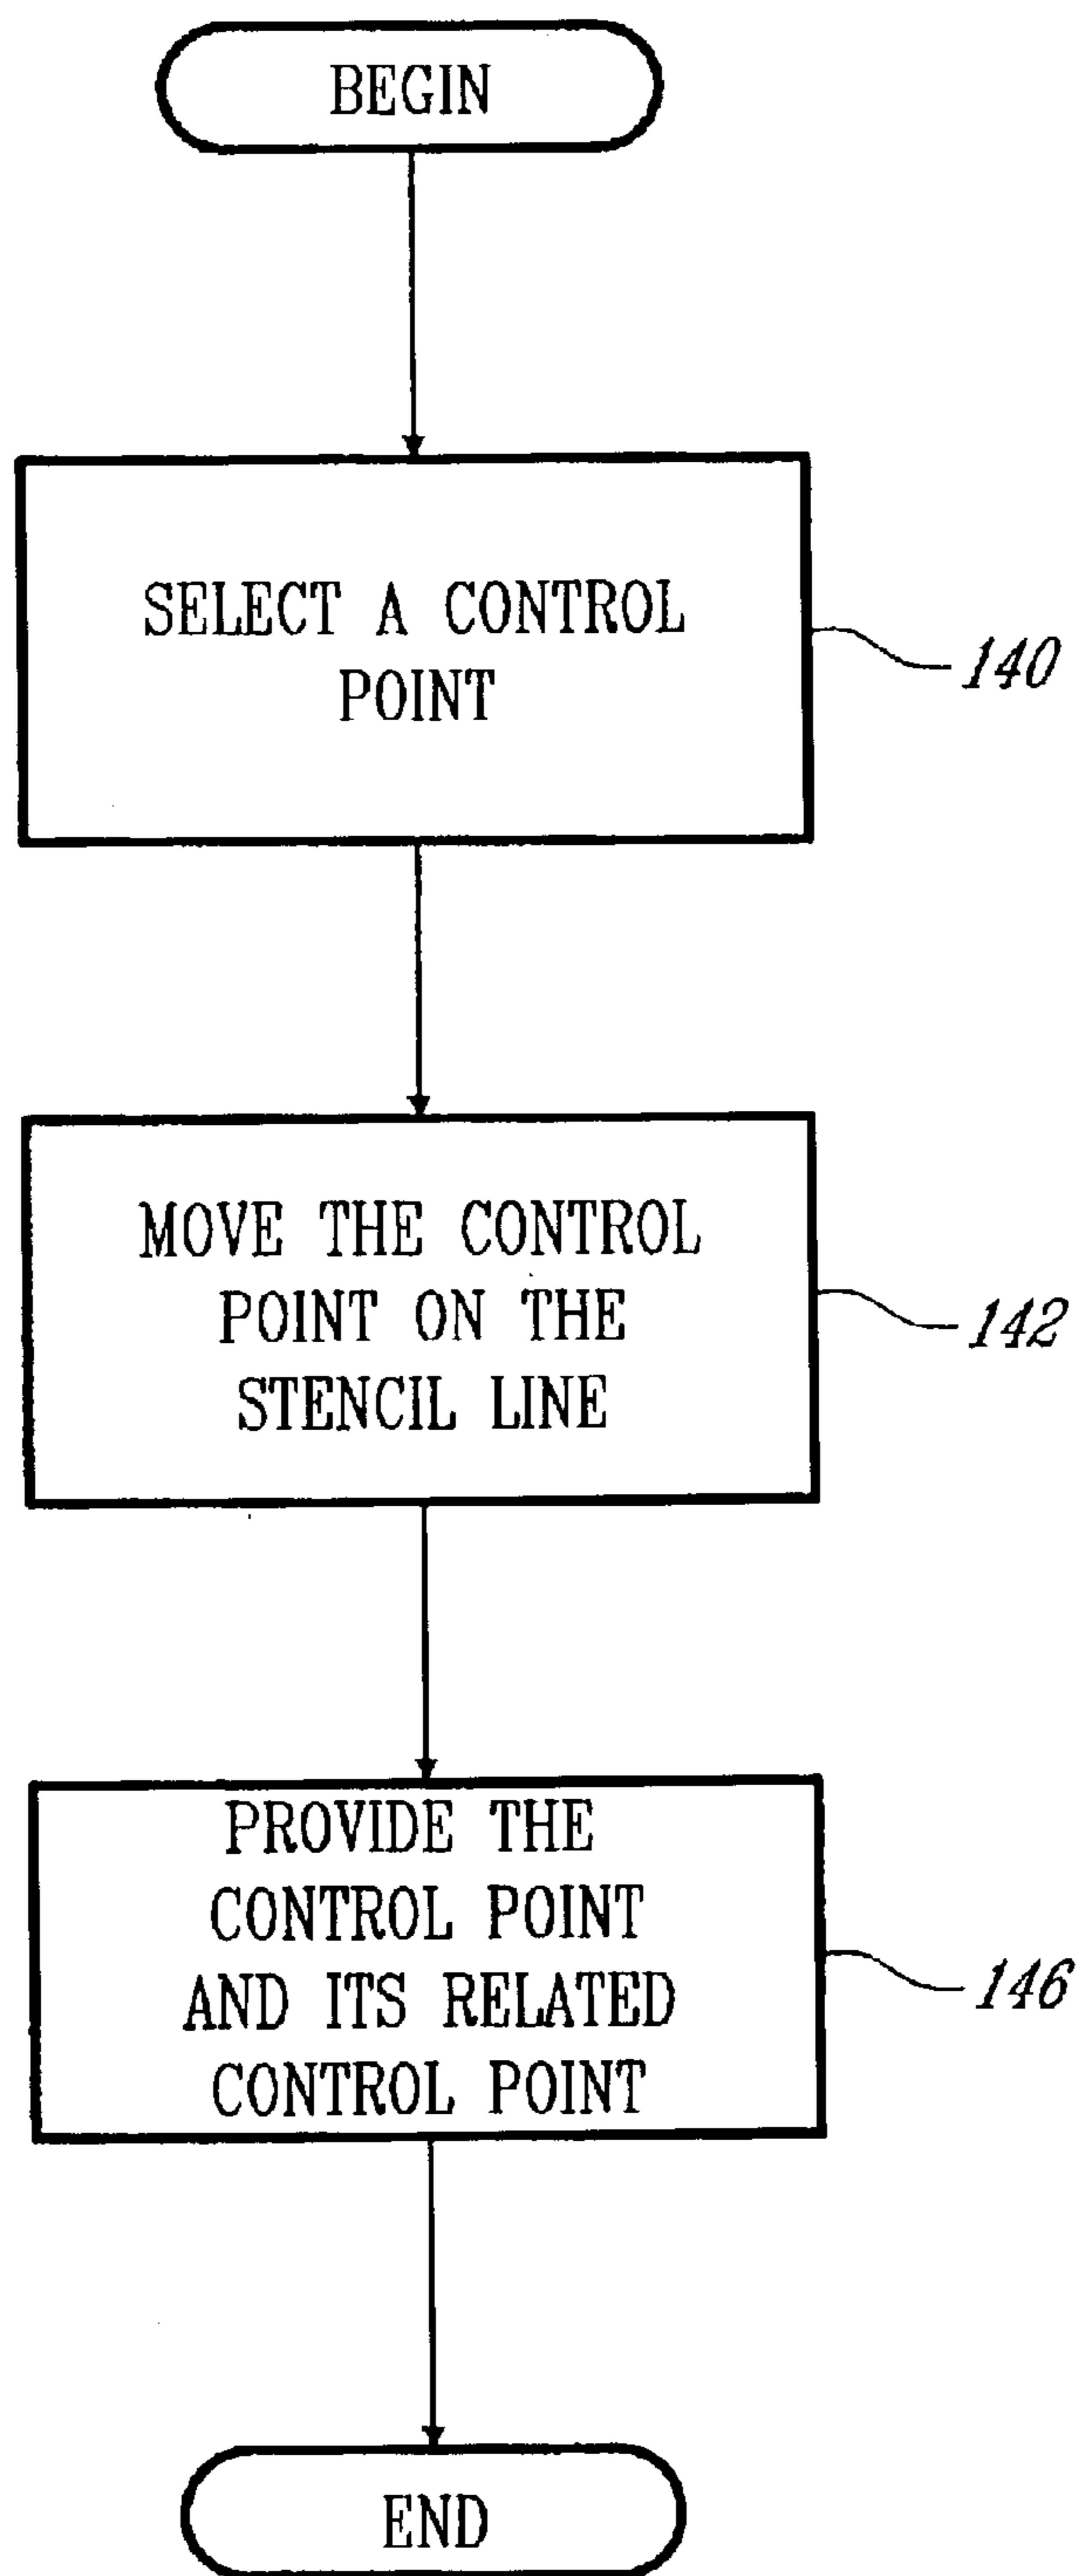 BEGIN
SELECT A CONTROL
POINT
140
MOVE THE CONTROL
POINT ON THE
STENCIL LINE
142
PROVIDE THE
CONTROL POINT
AND ITS RELATED
CONTROL POINT
146
END